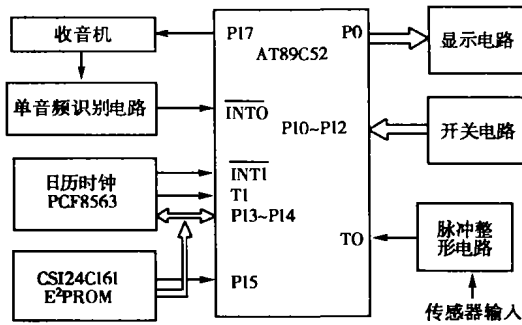 收音机
单音频识别电路
日历时钟
PCF8563
CSI24C161
E²PROM
P17
AT89C52
P0
INT0
P10~P12
INT1
T1
P13~P14
T0
P15
显示电路
开关电路
脉冲整
形电路
传感器输入